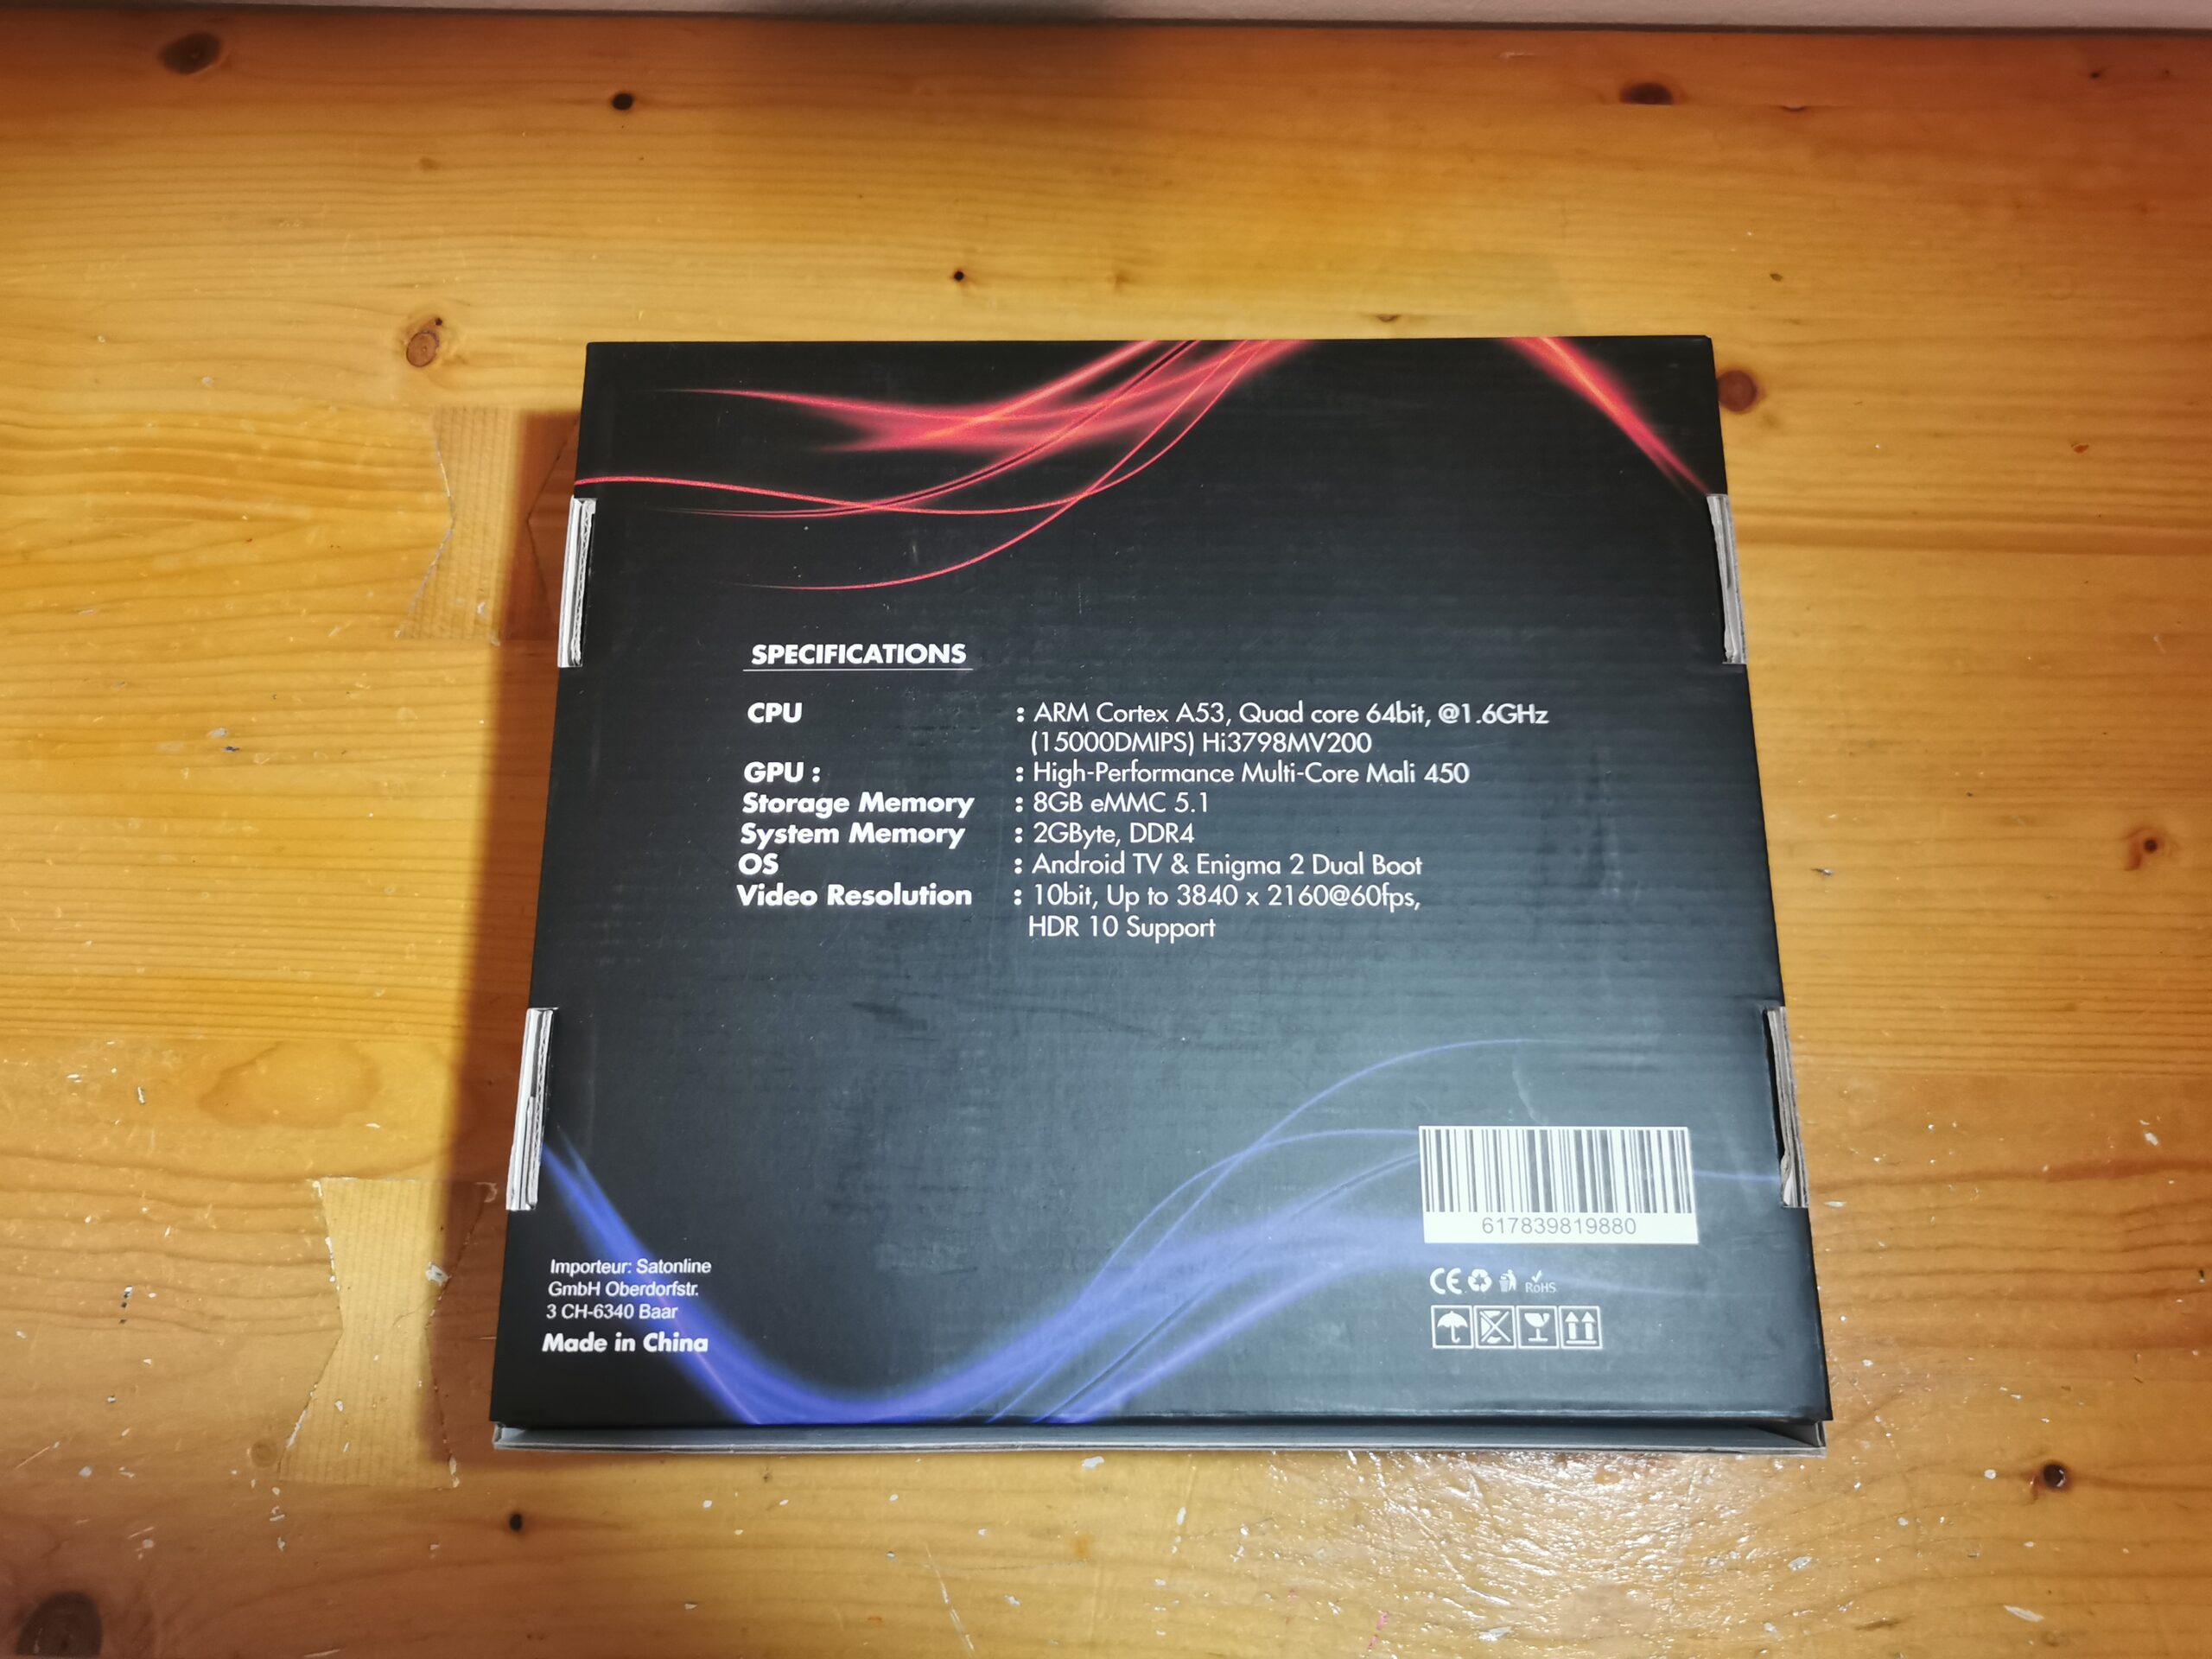 SPECIFICATIONS
CPU : ARM Cortex A53, Quad core 64bit, @1.6GHz
(15000DMIPS) Hi3798MV200
GPU : : High-Performance Multi-Core Mali 450
Storage Memory : 8GB eMMC 5.1
System Memory : 2GByte, DDR4
OS : Android TV & Enigma 2 Dual Boot
Video Resolution : 10bit, Up to 3840 x 2160@60fps,
HDR 10 Support
617839819880
Importeur: Satonline
GmbH Oberdorfstr.
3 CH-6340 Baar
Made in China
CE RoHS